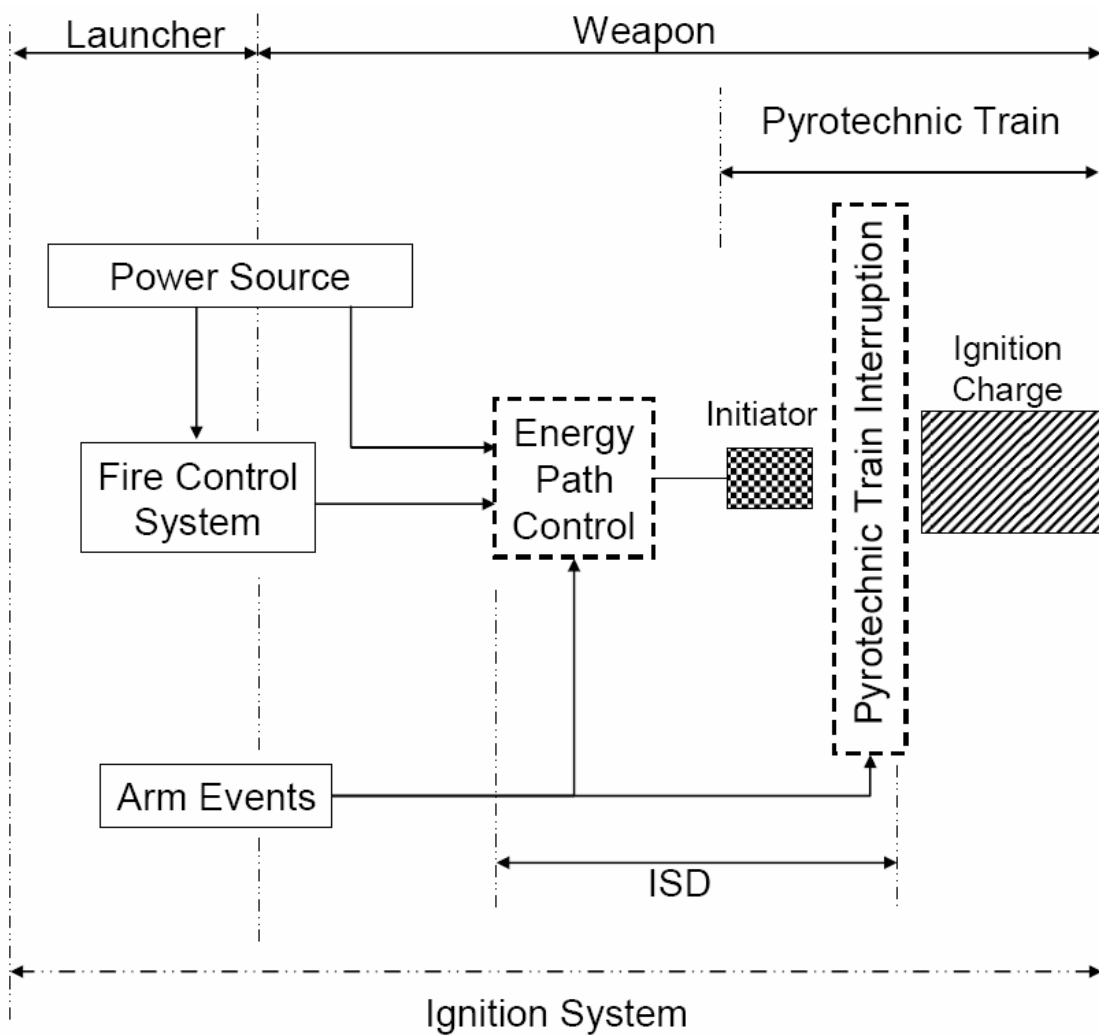 Launcher
Weapon
Pyrotechnic Train
Power Source
Pyrotechnic Train Interruption
Ignition
Charge
Initiator
Energy
Path
Control
Fire Control
System
Arm Events
ISD
Ignition System